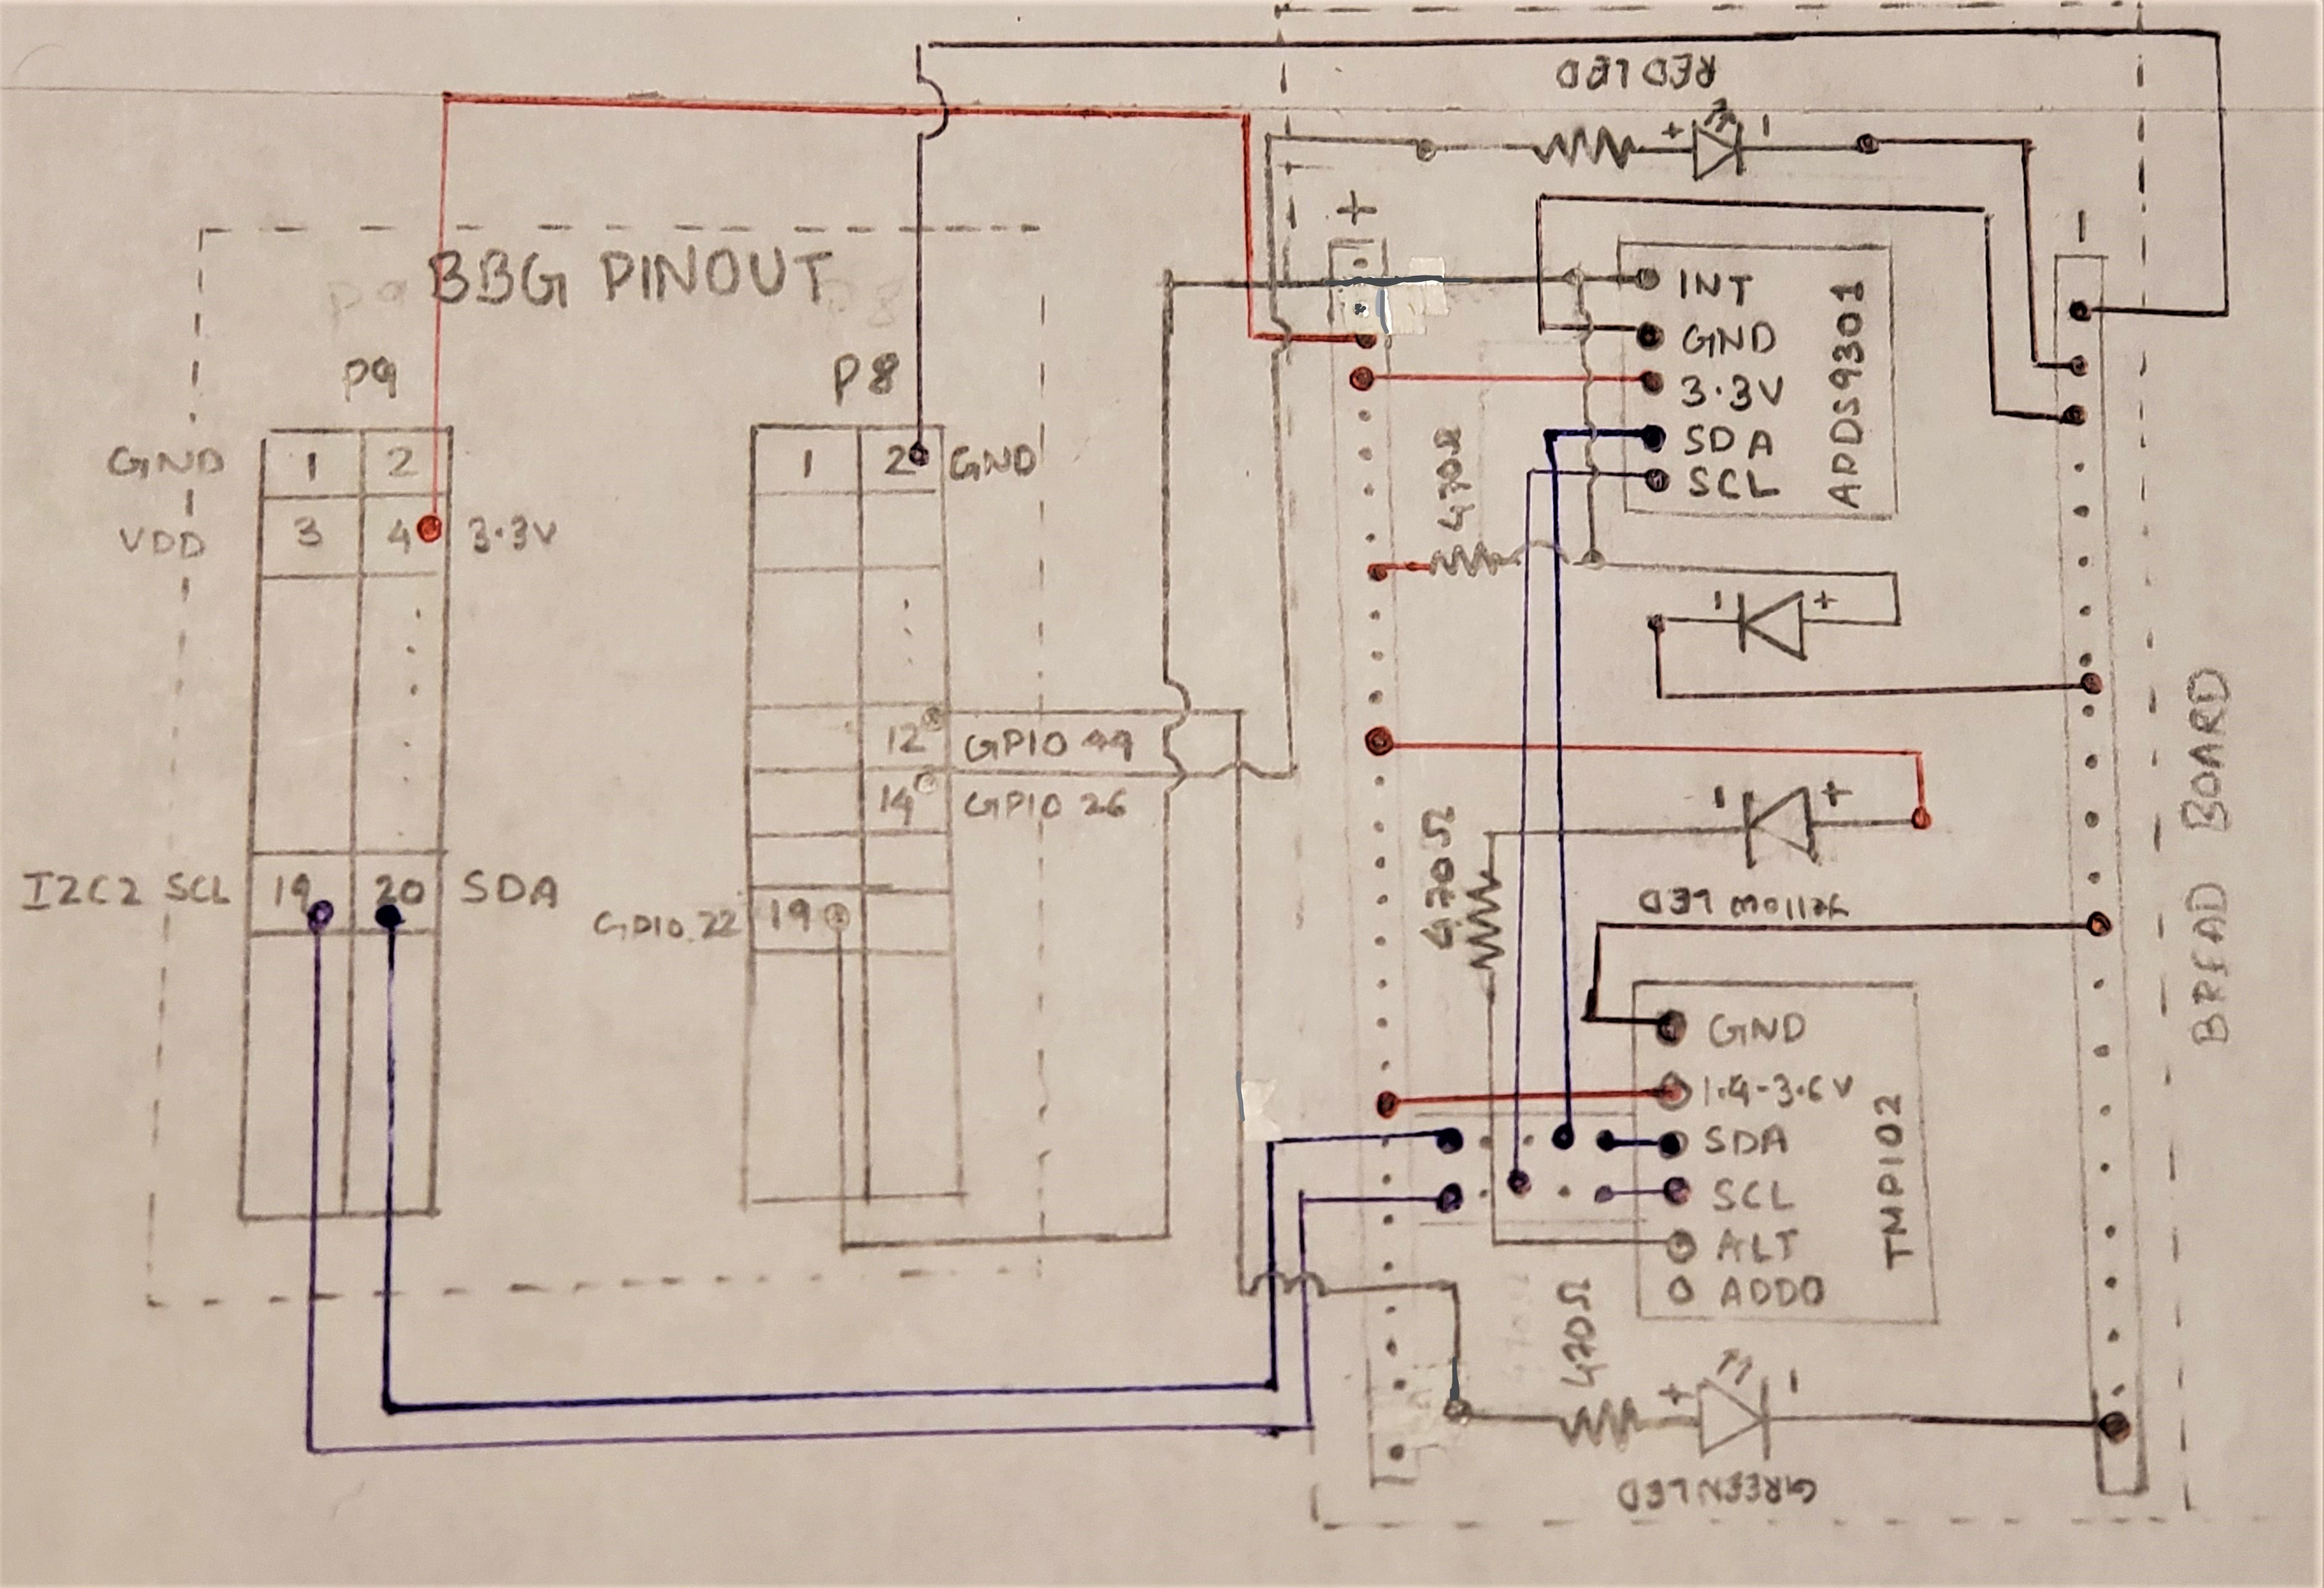 RED LED
+ -
+
-
BBG PINOUT
P9
P8
GND 1 2
VDD 3 4 3.3V
1 2 GND
12 GPIO 44
14 GPIO 26
I2C2 SCL 19 20 SDA
GPIO.22 19
INT
GND
3.3V
SDA
SCL
APDS9301
470Ω
- +
- +
470Ω
Yellow LED
GND
1.4-3.6V
SDA
SCL
ALT
ADD0
TMP102
470Ω
+ -
GREEN LED
BREAD BOARD